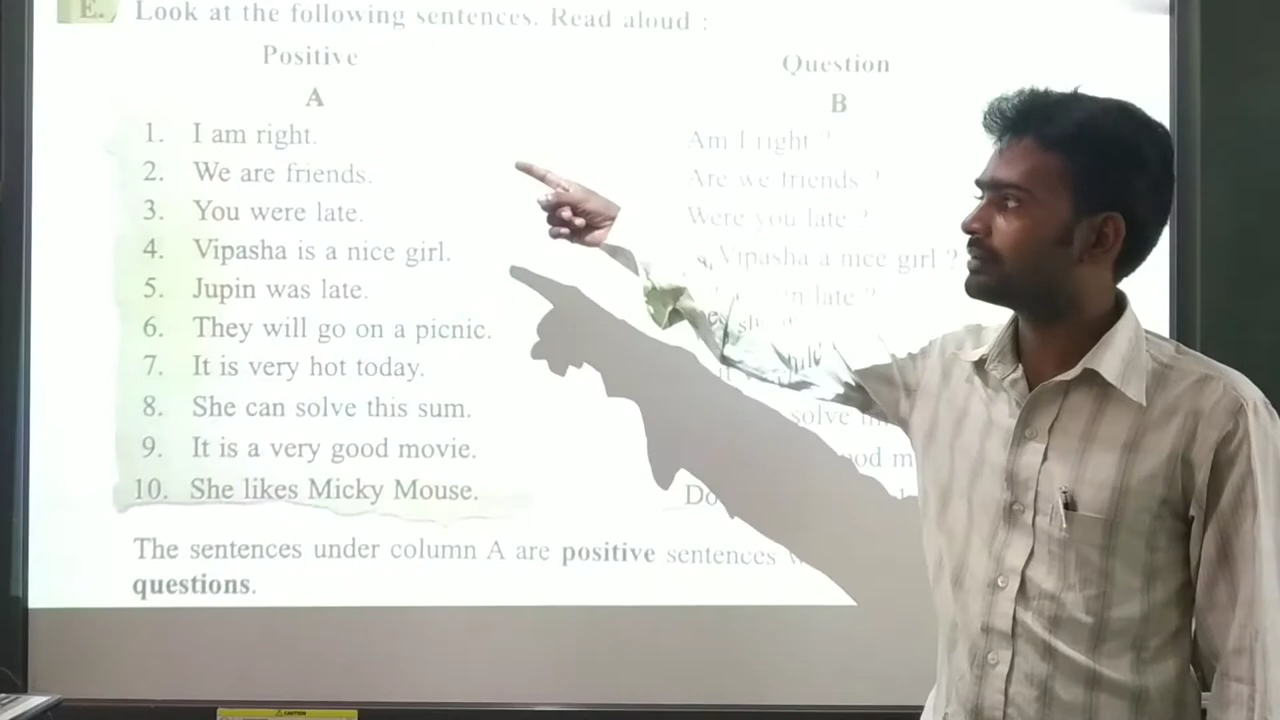 E. Look at the following sentences. Read aloud :
Positive Question
A B
1. I am right. Am I right ?
2. We are friends. Are we friends ?
3. You were late. Were you late ?
4. Vipasha is a nice girl. Vipasha a nice girl ?
5. Jupin was late. late ?
6. They will go on a picnic.
7. It is very hot today.
8. She can solve this sum. solve
9. It is a very good movie.
10. She likes Micky Mouse.
The sentences under column A are positive sentences
questions.
CAUTION